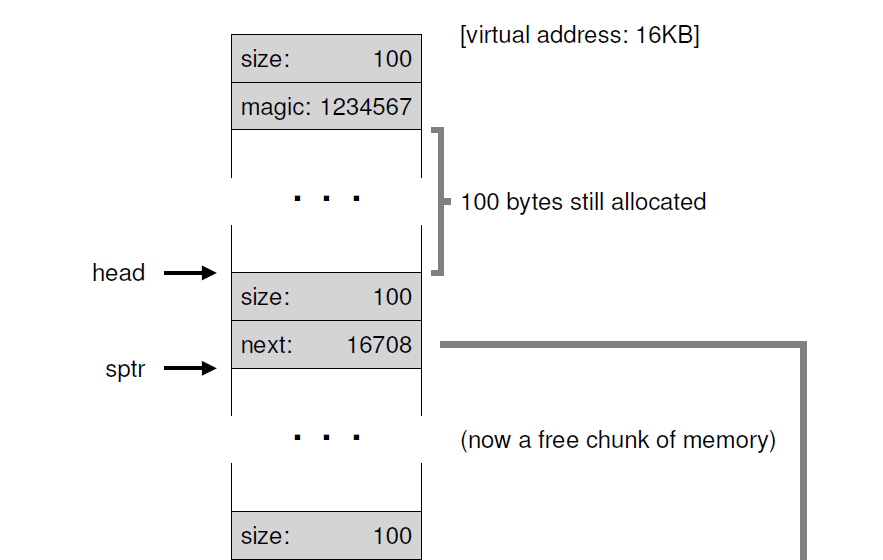 [virtual address: 16KB]
size: 100
magic: 1234567
. . .
100 bytes still allocated
head
size: 100
next: 16708
sptr
. . .
(now a free chunk of memory)
size: 100